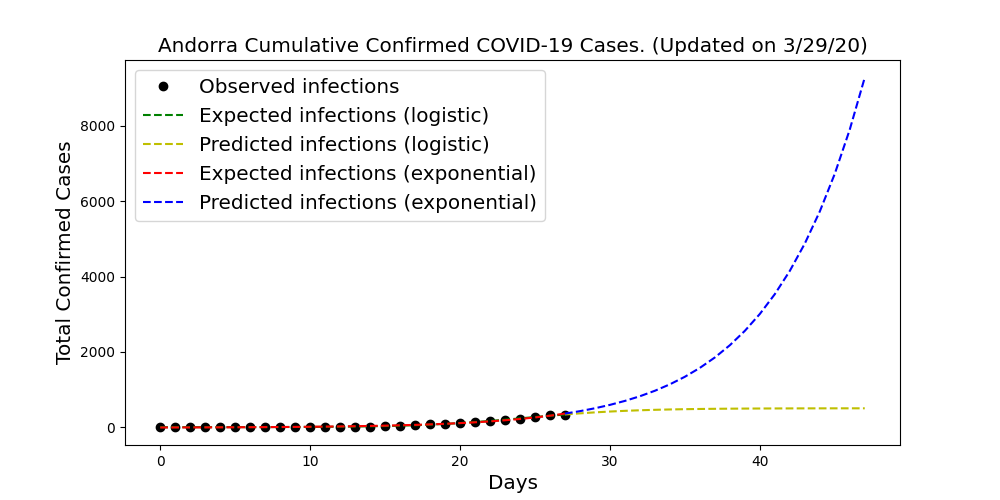 Andorra Cumulative Confirmed COVID-19 Cases. (Updated on 3/29/20)
Observed infections
Expected infections (logistic)
Predicted infections (logistic)
Expected infections (exponential)
Predicted infections (exponential)
Total Confirmed Cases
8000
6000
4000
2000
0
0 10 20 30 40
Days